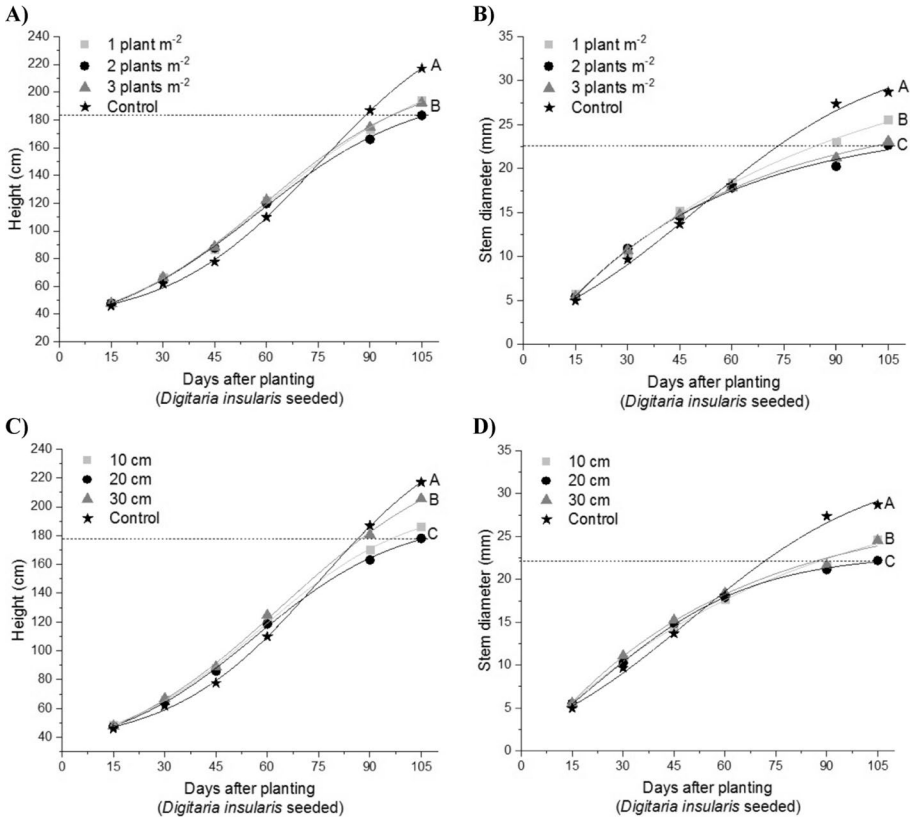 A)
240
220
200
180
160
140
120
100
80
60
40
20
0 15 30 45 60 75 90 105
Height (cm)
1 plant m⁻²
2 plants m⁻²
3 plants m⁻²
Control
A
B
Days after planting
(Digitaria insularis seeded)
B)
35
30
25
20
15
10
5
0
0 15 30 45 60 75 90 105
Stem diameter (mm)
1 plant m⁻²
2 plants m⁻²
3 plants m⁻²
Control
A
B
C
Days after planting
(Digitaria insularis seeded)
C)
240
220
200
180
160
140
120
100
80
60
40
0 15 30 45 60 75 90 105
Height (cm)
10 cm
20 cm
30 cm
Control
A
B
C
Days after planting
(Digitaria insularis seeded)
D)
35
30
25
20
15
10
5
0
0 15 30 45 60 75 90 105
Stem diameter (mm)
10 cm
20 cm
30 cm
Control
A
B
C
Days after planting
(Digitaria insularis seeded)